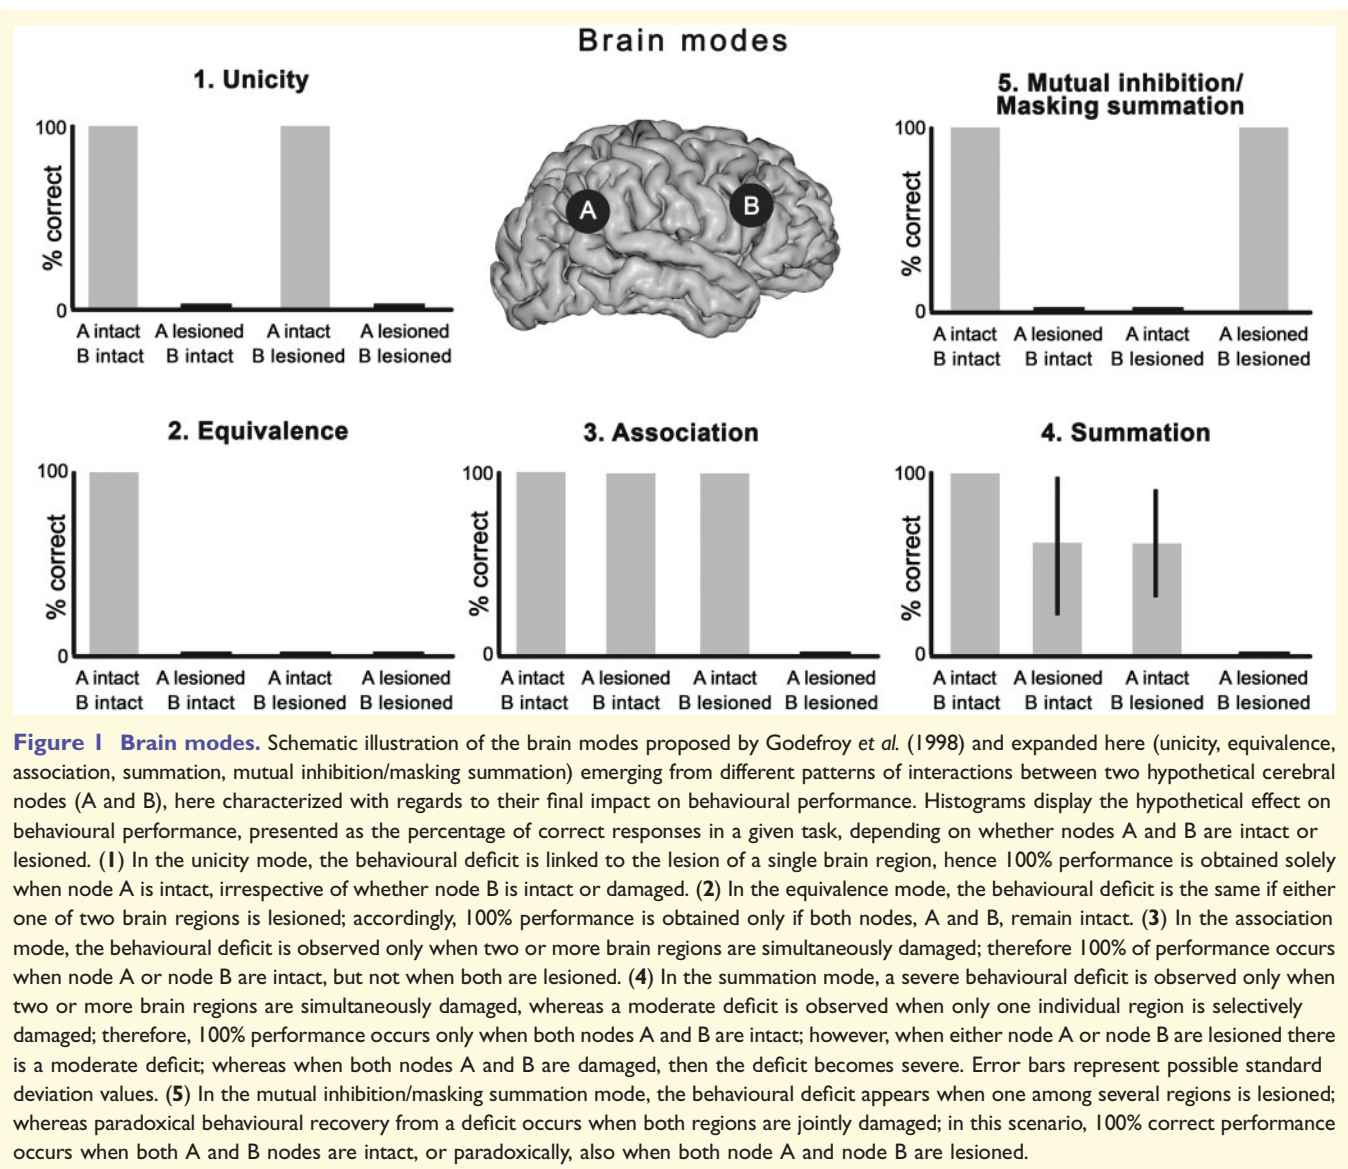 Brain modes
1. Unicity
100
% correct
0
A intact A lesioned A intact A lesioned
B intact B intact B lesioned B lesioned
A
B
5. Mutual inhibition/
Masking summation
100
% correct
0
A intact A lesioned A intact A lesioned
B intact B intact B lesioned B lesioned
2. Equivalence
100
% correct
0
A intact A lesioned A intact A lesioned
B intact B intact B lesioned B lesioned
3. Association
100
% correct
0
A intact A lesioned A intact A lesioned
B intact B intact B lesioned B lesioned
4. Summation
100
% correct
0
A intact A lesioned A intact A lesioned
B intact B intact B lesioned B lesioned
Figure 1 Brain modes. Schematic illustration of the brain modes proposed by Godefroy et al. (1998) and expanded here (unicity, equivalence,
association, summation, mutual inhibition/masking summation) emerging from different patterns of interactions between two hypothetical cerebral
nodes (A and B), here characterized with regards to their final impact on behavioural performance. Histograms display the hypothetical effect on
behavioural performance, presented as the percentage of correct responses in a given task, depending on whether nodes A and B are intact or
lesioned. (1) In the unicity mode, the behavioural deficit is linked to the lesion of a single brain region, hence 100% performance is obtained solely
when node A is intact, irrespective of whether node B is intact or damaged. (2) In the equivalence mode, the behavioural deficit is the same if either
one of two brain regions is lesioned; accordingly, 100% performance is obtained only if both nodes, A and B, remain intact. (3) In the association
mode, the behavioural deficit is observed only when two or more brain regions are simultaneously damaged; therefore 100% of performance occurs
when node A or node B are intact, but not when both are lesioned. (4) In the summation mode, a severe behavioural deficit is observed only when
two or more brain regions are simultaneously damaged, whereas a moderate deficit is observed when only one individual region is selectively
damaged; therefore, 100% performance occurs only when both nodes A and B are intact; however, when either node A or node B are lesioned there
is a moderate deficit; whereas when both nodes A and B are damaged, then the deficit becomes severe. Error bars represent possible standard
deviation values. (5) In the mutual inhibition/masking summation mode, the behavioural deficit appears when one among several regions is lesioned;
whereas paradoxical behavioural recovery from a deficit occurs when both regions are jointly damaged; in this scenario, 100% correct performance
occurs when both A and B nodes are intact, or paradoxically, also when both node A and node B are lesioned.